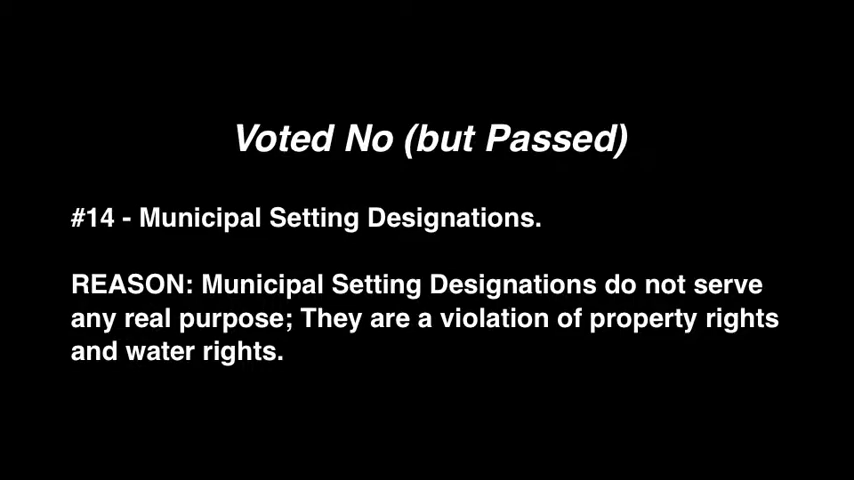 Voted No (but Passed)
#14 - Municipal Setting Designations.
REASON: Municipal Setting Designations do not serve
any real purpose; They are a violation of property rights
and water rights.